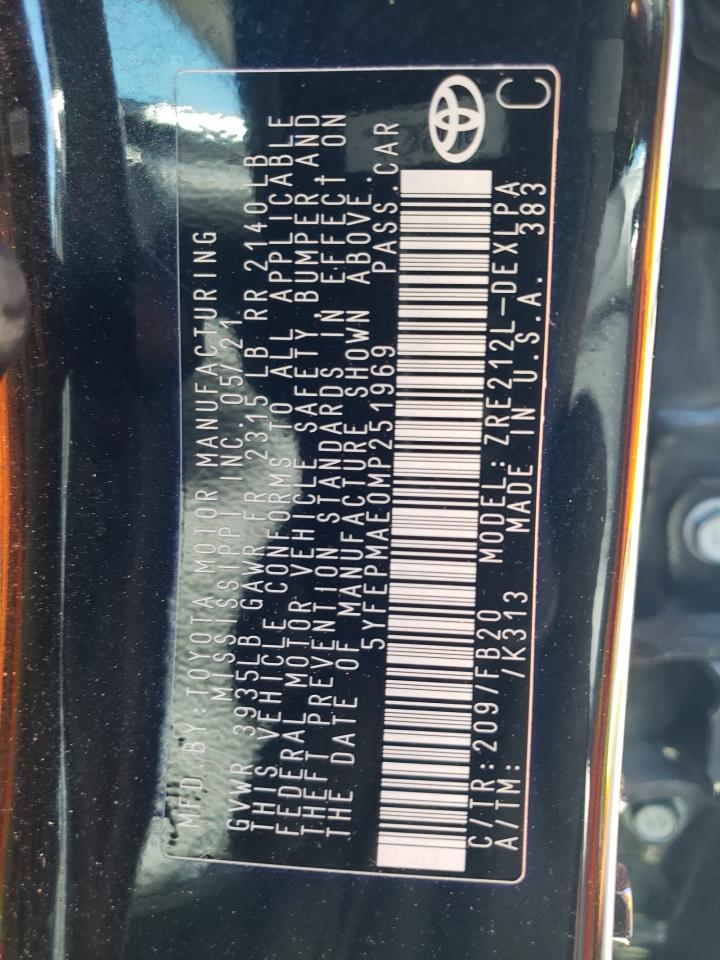 MFD. BY: TOYOTA MOTOR MANUFACTURING
MISSISSIPPI INC. 05/21
GVWR 3935LB GAWR FR 2315 LB RR 2140LB
THIS VEHICLE CONFORMS TO ALL APPLICABLE
FEDERAL MOTOR VEHICLE SAFETY, BUMPER AND
THEFT PREVENTION STANDARDS IN EFFECT ON
THE DATE OF MANUFACTURE SHOWN ABOVE.
5YFEPMAE0MP251969 PASS. CAR
C/TR: 209/FB20 MODEL: ZRE212L-DEXLPA
A/TM: /K313 MADE IN U.S.A. 383
C